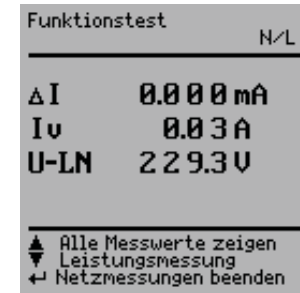 Funktionstest
N/L
ΔI 0.000 mA
Iv 0.03 A
U-LN 229.3 V
Alle Messwerte zeigen
Leistungsmessung
Netzmessungen beenden